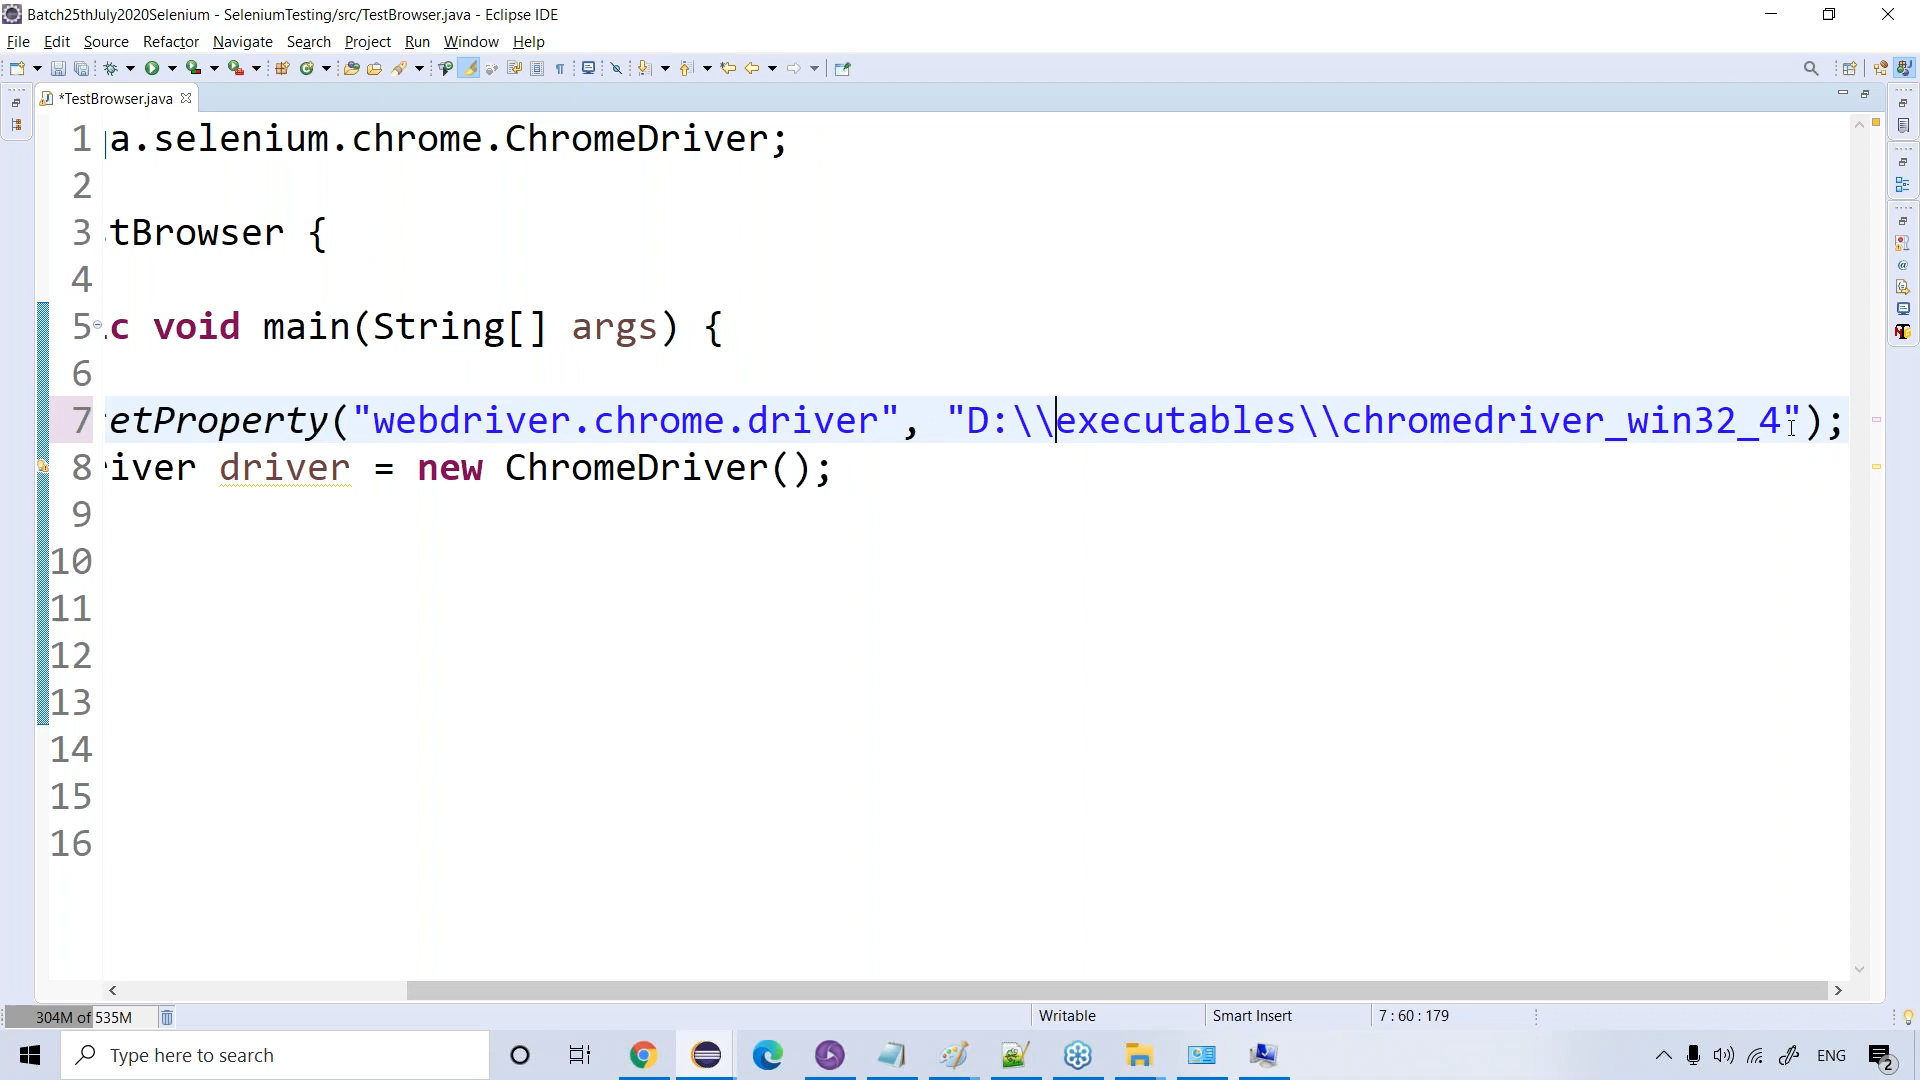 Batch25thJuly2020Selenium - SeleniumTesting/src/TestBrowser.java - Eclipse IDE
File Edit Source Refactor Navigate Search Project Run Window Help
*TestBrowser.java
1 a.selenium.chrome.ChromeDriver;
2
3 tBrowser {
4
5 c void main(String[] args) {
6
7 etProperty("webdriver.chrome.driver", "D:\\executables\\chromedriver_win32_4");
8 river driver = new ChromeDriver();
9
10
11
12
13
14
15
16
304M of 535M Writable Smart Insert 7 : 60 : 179
Type here to search ENG 2